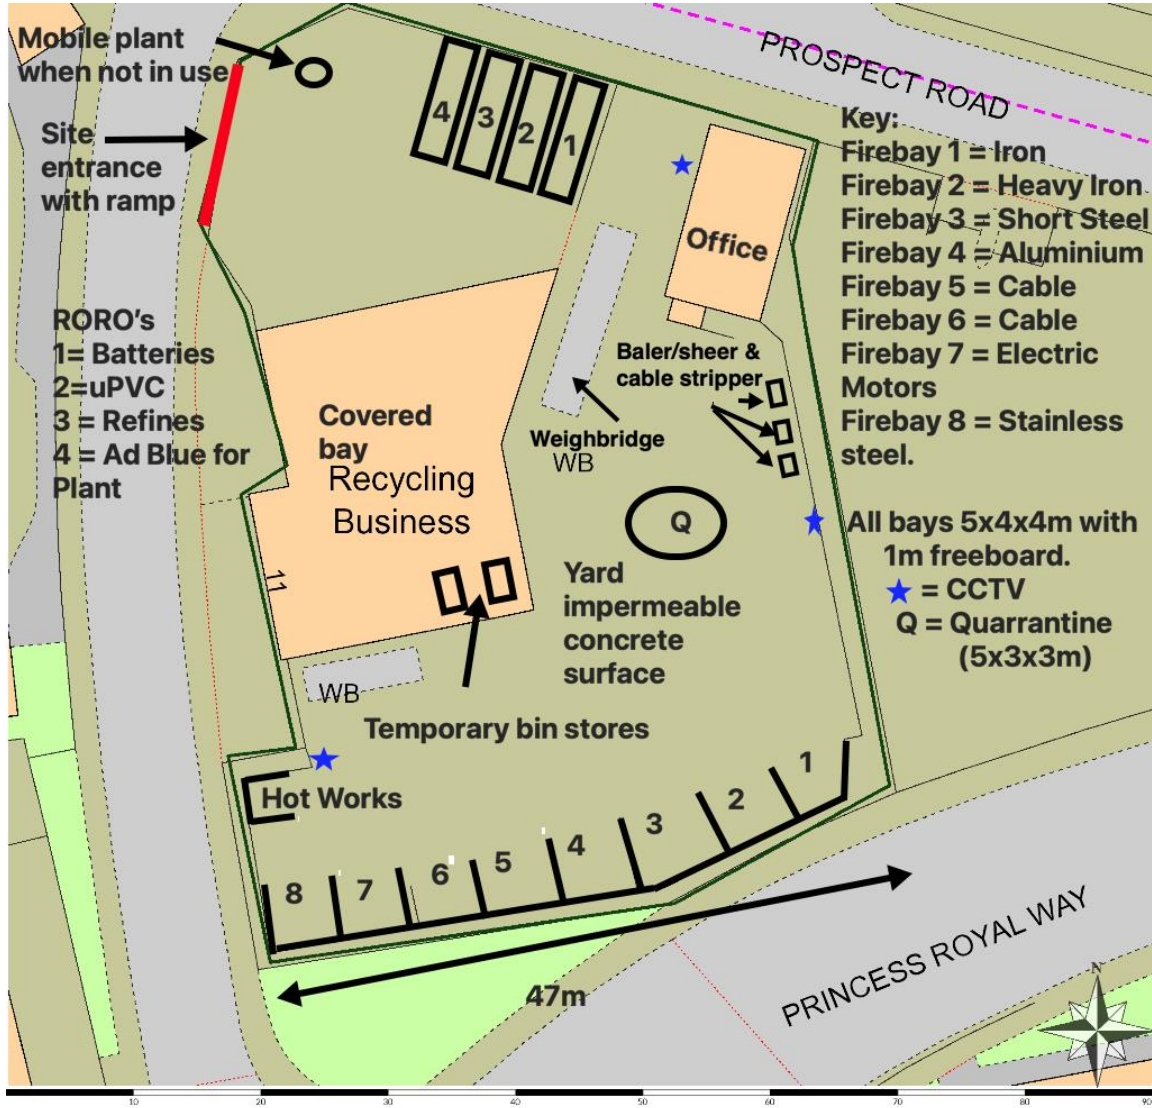 Mobile plant
when not in use
PROSPECT ROAD
Site
entrance
with ramp
4
3
2
1
Office
Key:
Firebay 1 = Iron
Firebay 2 = Heavy Iron
Firebay 3 = Short Steel
Firebay 4 = Aluminium
Firebay 5 = Cable
Firebay 6 = Cable
Firebay 7 = Electric
Motors
Firebay 8 = Stainless
steel.
RORO's
1= Batteries
2=uPVC
3 = Refines
4 = Ad Blue for
Plant
Baler/sheer &
cable stripper
Covered
bay
Weighbridge
WB
Recycling
Business
Q
All bays 5x4x4m with
1m freeboard.
= CCTV
Q = Quarrantine
(5x3x3m)
11
Yard
impermeable
concrete
surface
WB
Temporary bin stores
Hot Works
8
7
6
5
4
3
2
1
47m
PRINCESS ROYAL WAY
N
10
20
30
40
50
60
70
80
90